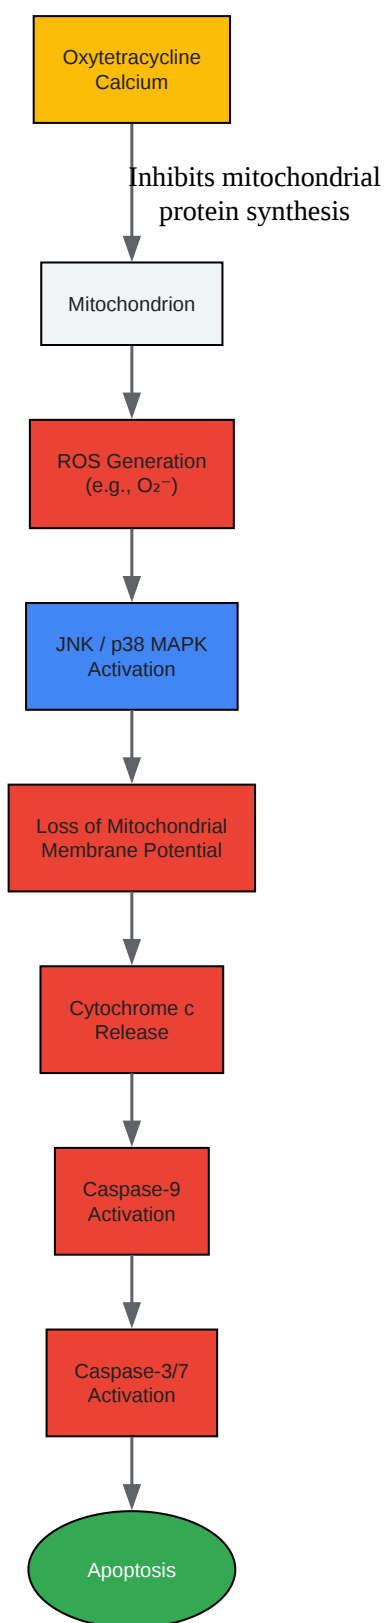 Oxytetracycline
Calcium
Inhibits mitochondrial
protein synthesis
Mitochondrion
ROS Generation
(e.g., O₂⁻)
JNK / p38 MAPK
Activation
Loss of Mitochondrial
Membrane Potential
Cytochrome c
Release
Caspase-9
Activation
Caspase-3/7
Activation
Apoptosis